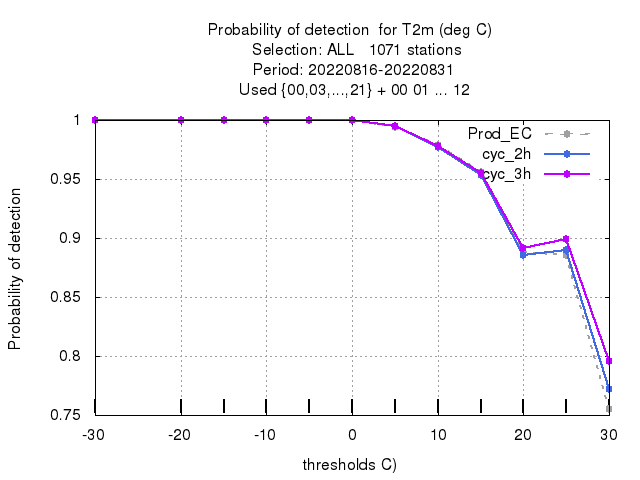 Probability of detection  for T2m (deg C)
Selection: ALL   1071 stations
Period: 20220816-20220831
Used {00,03,...,21} + 00 01 ... 12
Probability of detection
1
0.95
0.9
0.85
0.8
0.75
Prod_EC
cyc_2h
cyc_3h
-30 -20 -10 0 10 20 30
thresholds C)